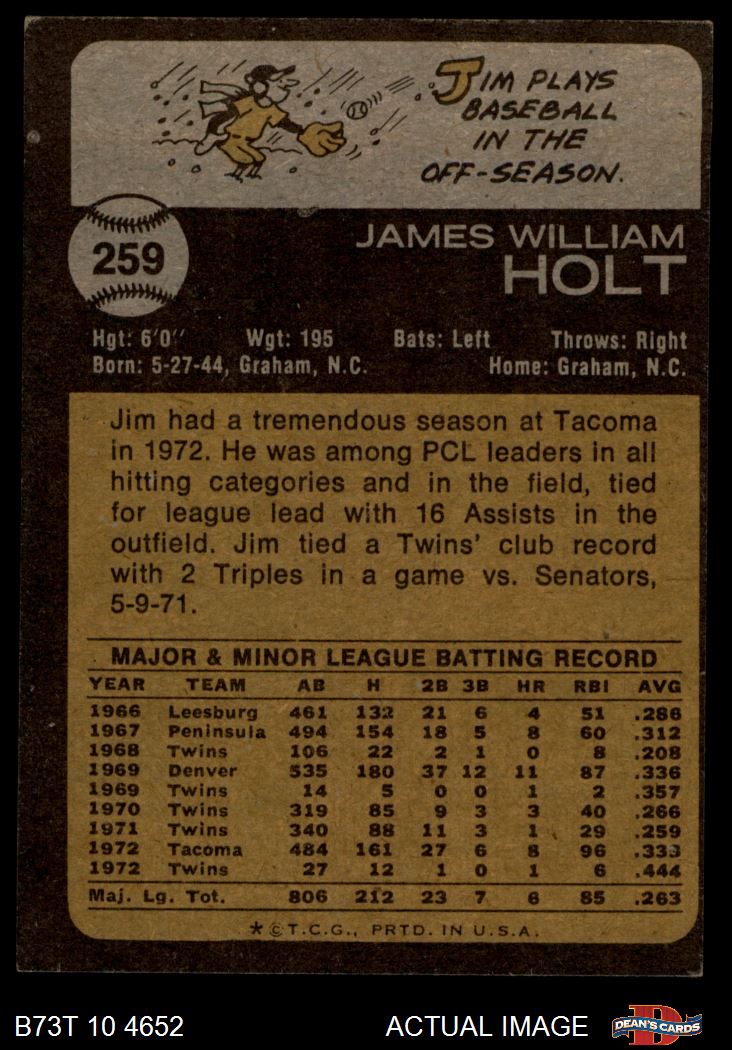 JIM PLAYS
BASEBALL
IN THE
OFF-SEASON.
259
JAMES WILLIAM
HOLT
Hgt: 6'0" Wgt: 195 Bats: Left Throws: Right
Born: 5-27-44, Graham, N.C. Home: Graham, N.C.
Jim had a tremendous season at Tacoma
in 1972. He was among PCL leaders in all
hitting categories and in the field, tied
for league lead with 16 Assists in the
outfield. Jim tied a Twins' club record
with 2 Triples in a game vs. Senators,
5-9-71.
MAJOR & MINOR LEAGUE BATTING RECORD
YEAR TEAM AB H 2B 3B HR RBI AVG
1966 Leesburg 461 132 21 6 4 51 .286
1967 Peninsula 494 154 18 5 8 60 .312
1968 Twins 106 22 2 1 0 8 .208
1969 Denver 535 180 37 12 11 87 .336
1969 Twins 14 5 0 0 1 2 .357
1970 Twins 319 85 9 3 3 40 .266
1971 Twins 340 88 11 3 1 29 .259
1972 Tacoma 484 161 27 6 8 96 .333
1972 Twins 27 12 1 0 1 6 .444
Maj. Lg. Tot. 806 212 23 7 6 85 .263
*©T.C.G., PRTD. IN U.S.A.
B73T 10 4652 ACTUAL IMAGE D DEAN'S CARDS